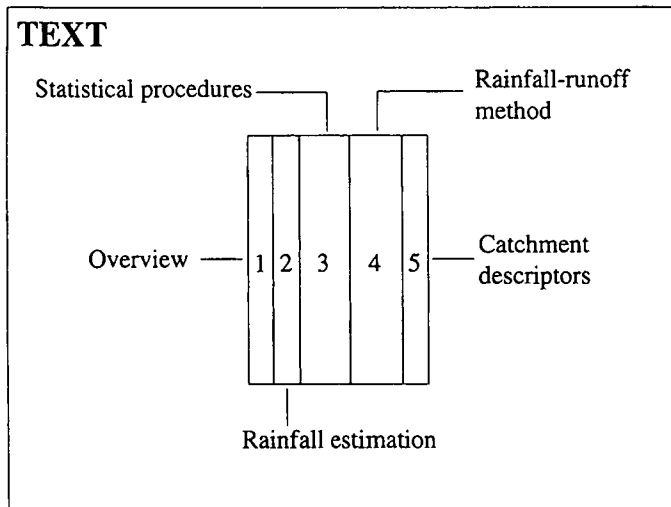 TEXT
Statistical procedures
Rainfall-runoff
method
Overview
1 2 3 4 5
Catchment
descriptors
Rainfall estimation